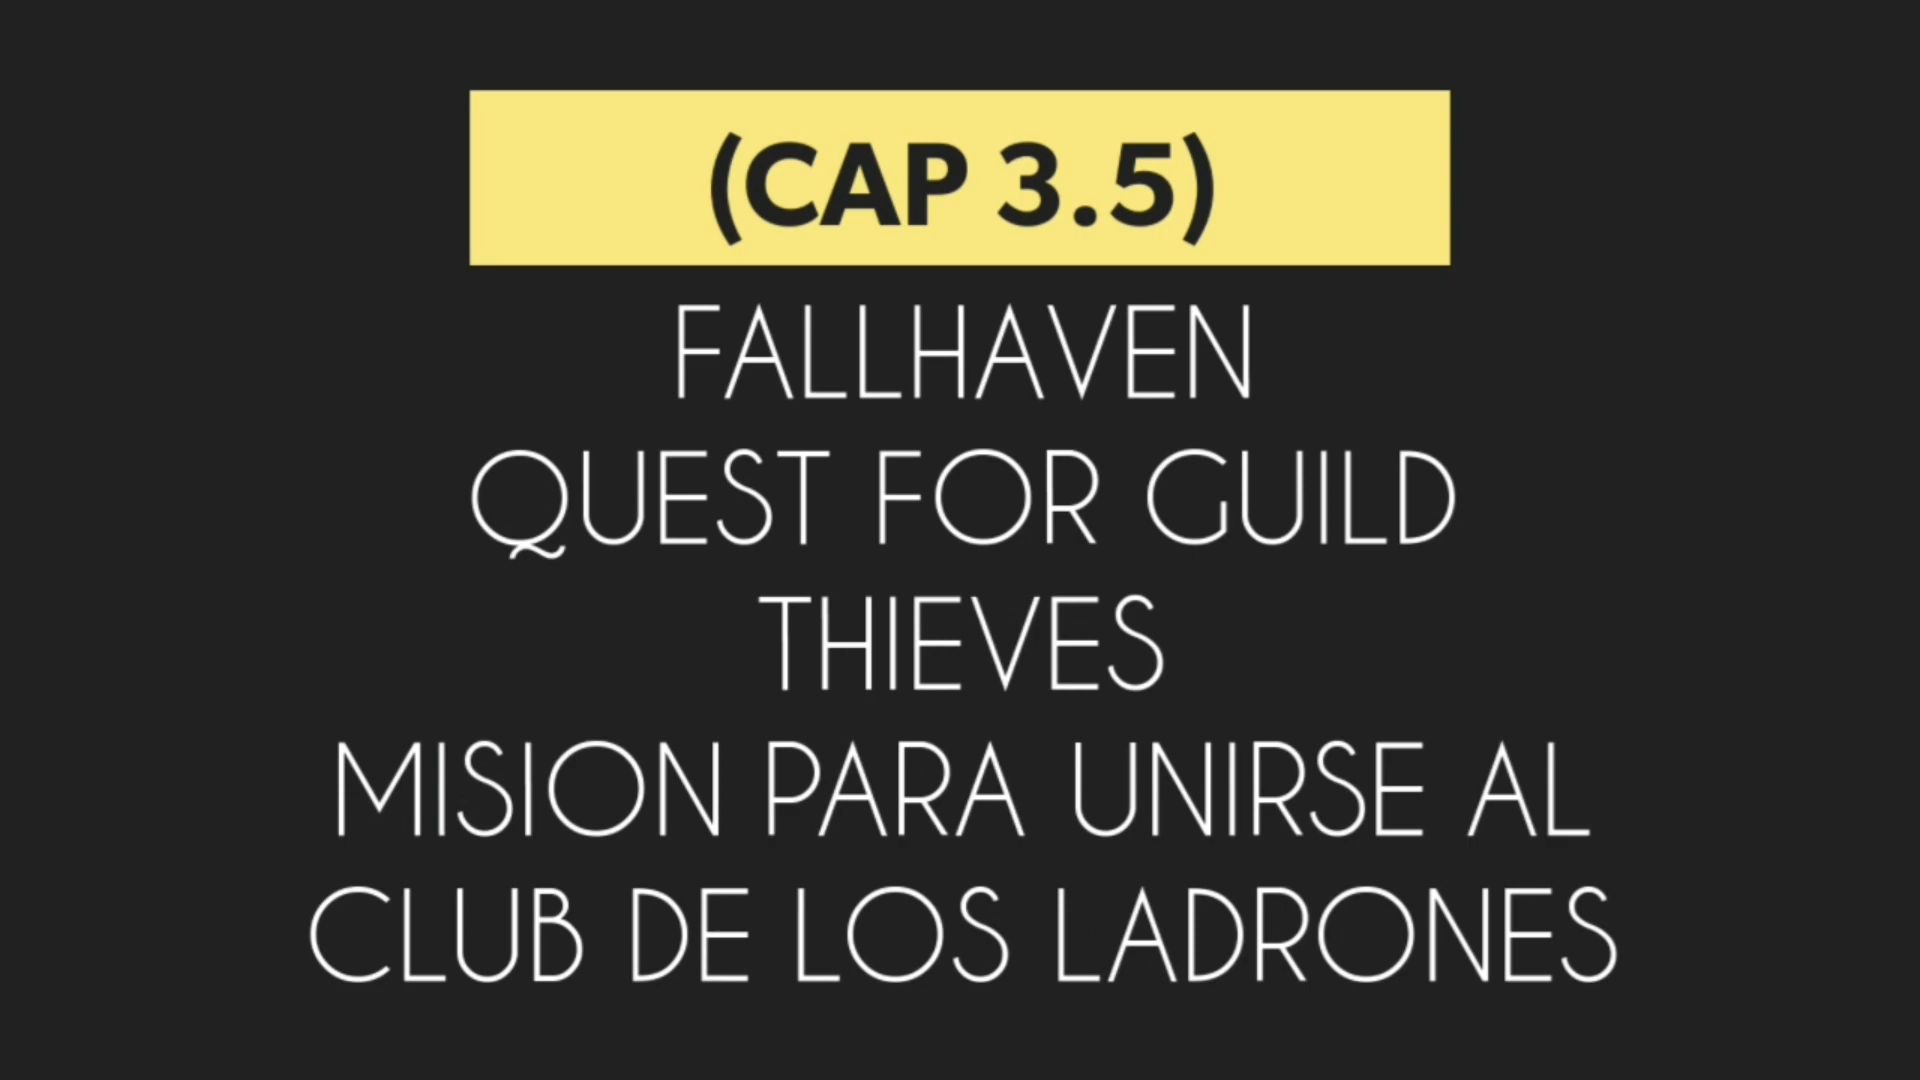 (CAP 3.5)
FALLHAVEN
QUEST FOR GUILD
THIEVES
MISION PARA UNIRSE AL
CLUB DE LOS LADRONES